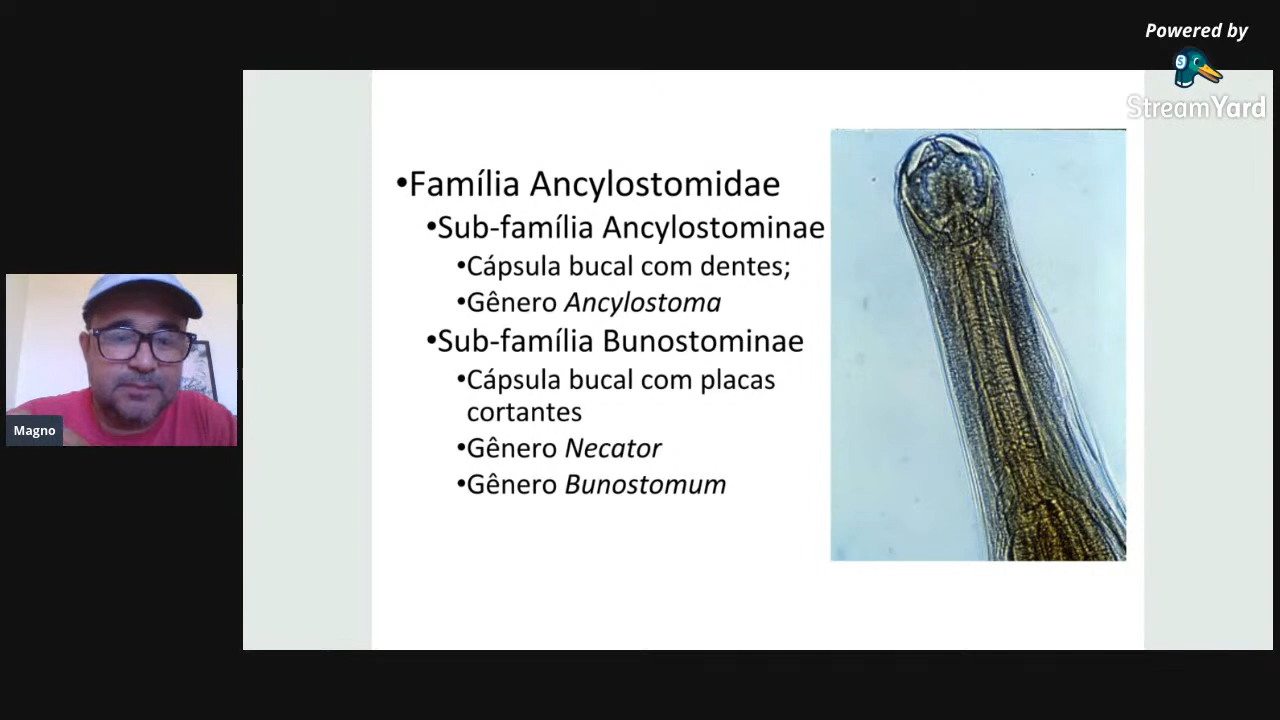 Powered by
StreamYard
•Família Ancylostomidae
•Sub-família Ancylostominae
•Cápsula bucal com dentes;
•Gênero Ancylostoma
•Sub-família Bunostominae
•Cápsula bucal com placas
cortantes
•Gênero Necator
•Gênero Bunostomum
Magno